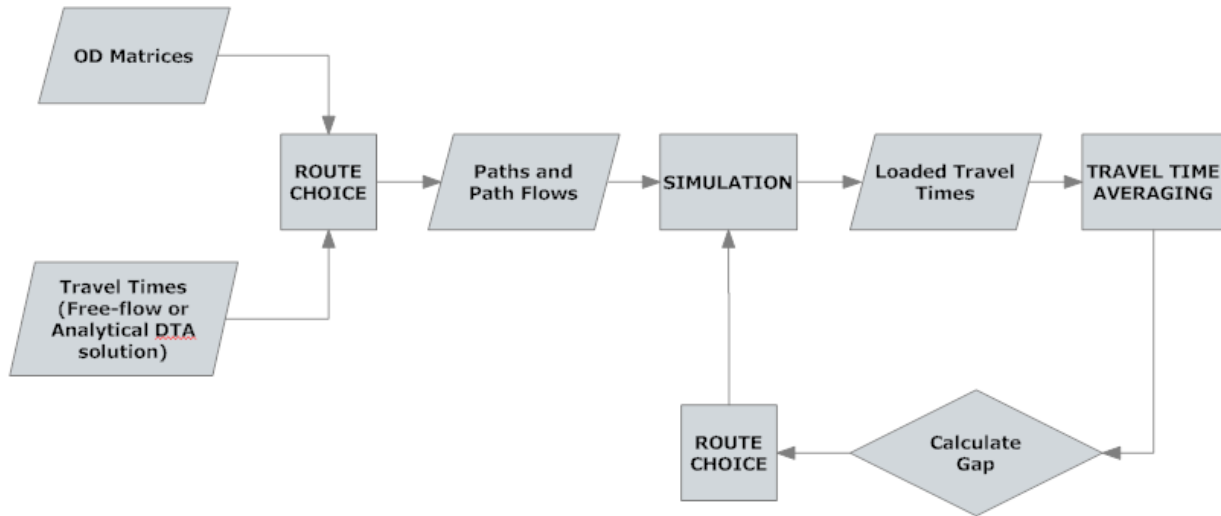 OD Matrices
ROUTE
CHOICE
Paths and
Path Flows
SIMULATION
Loaded Travel
Times
TRAVEL TIME
AVERAGING
Travel Times
(Free-flow or
Analytical DTA
solution)
ROUTE
CHOICE
Calculate
Gap